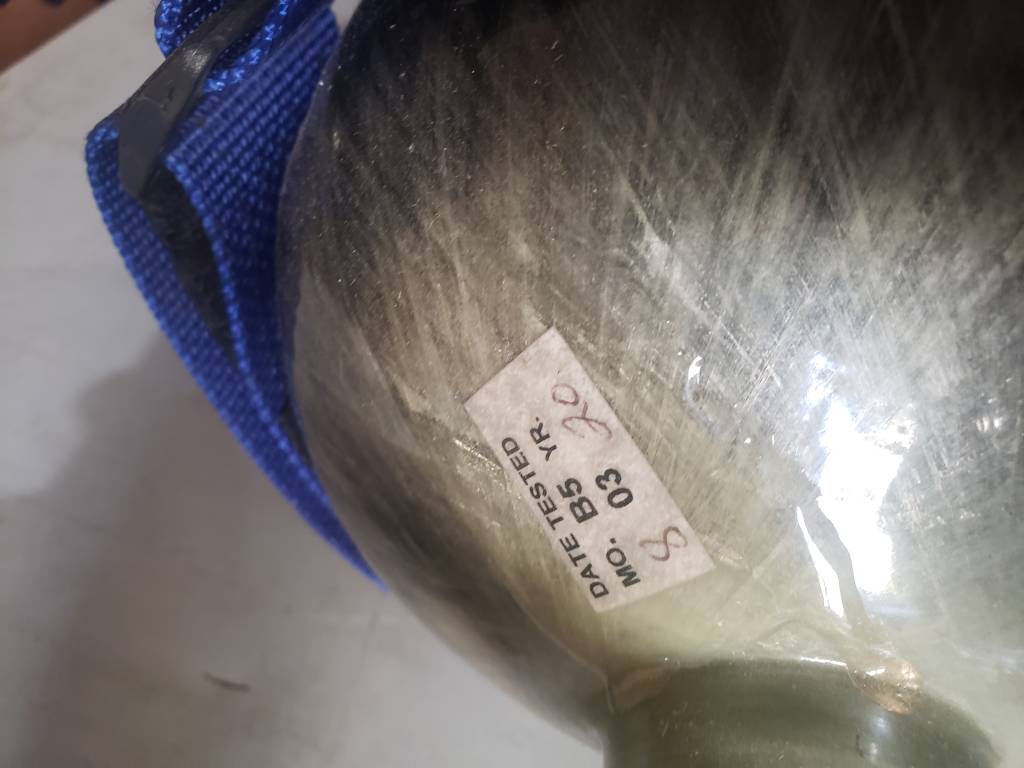 DATE TESTED
MO. B5 YR.
8 03 20